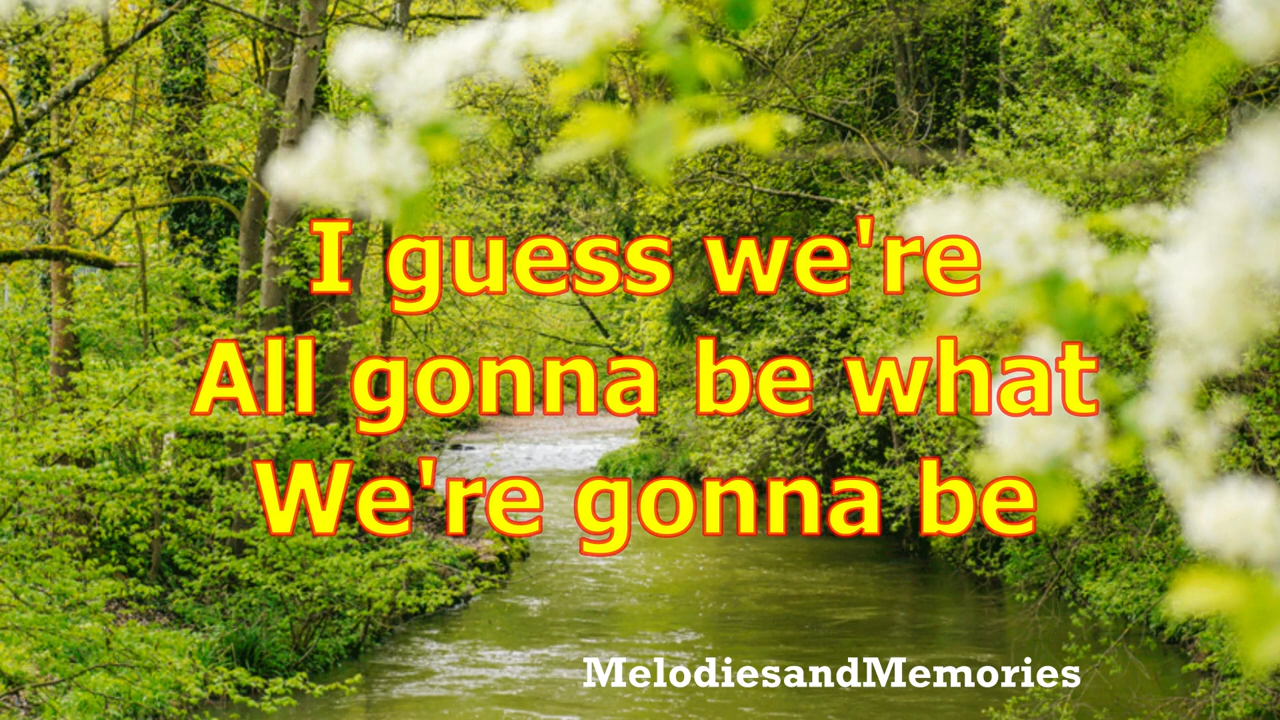 I guess we're
All gonna be what
We're gonna be
MelodiesandMemories